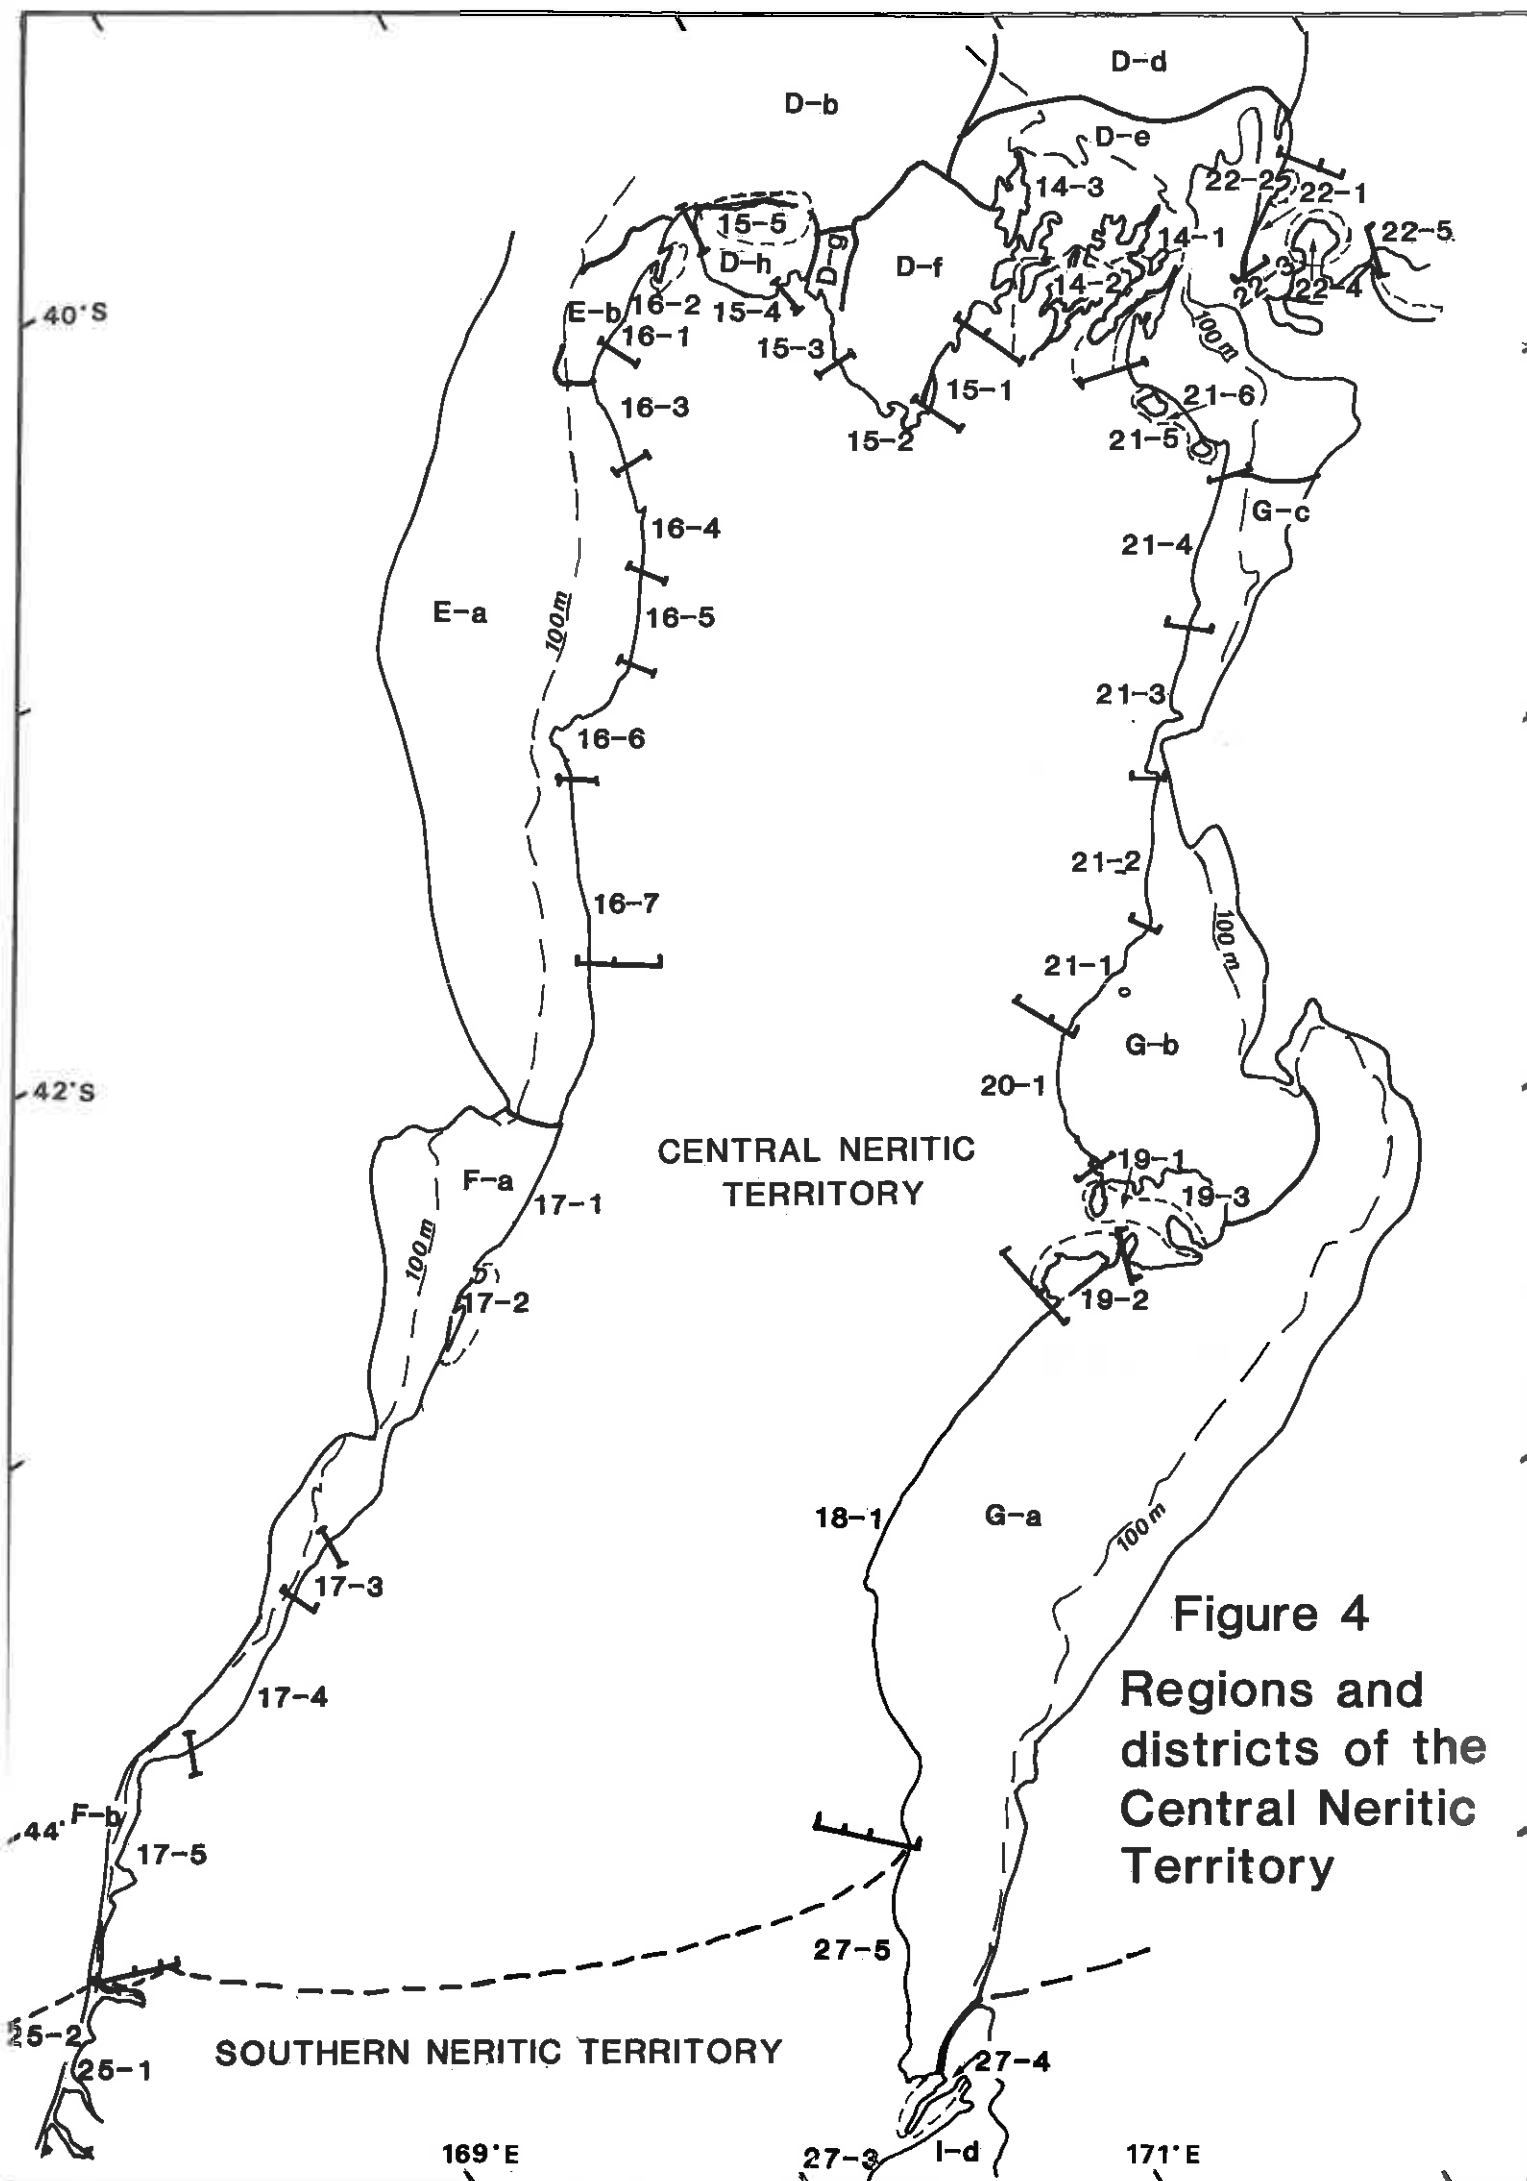 D-d
D-b
D-e
14-3
22-2
22-1
15-5
14-1
22-5
D-g
D-h
D-f
14-2
22-3
22-4
16-2
15-4
E-b
40°S
16-1
100m
15-3
15-1
21-6
16-3
15-2
21-5
G-c
16-4
21-4
E-a
100m
16-5
21-3
16-6
21-2
16-7
100m
21-1
G-b
20-1
42°S
CENTRAL NERITIC
TERRITORY
19-1
F-a
17-1
19-3
100m
17-2
19-2
18-1
G-a
100m
17-3
Figure 4
Regions and
districts of the
Central Neritic
Territory
17-4
F-b
44°
17-5
27-5
25-2
SOUTHERN NERITIC TERRITORY
25-1
27-4
169°E
27-3
I-d
171°E